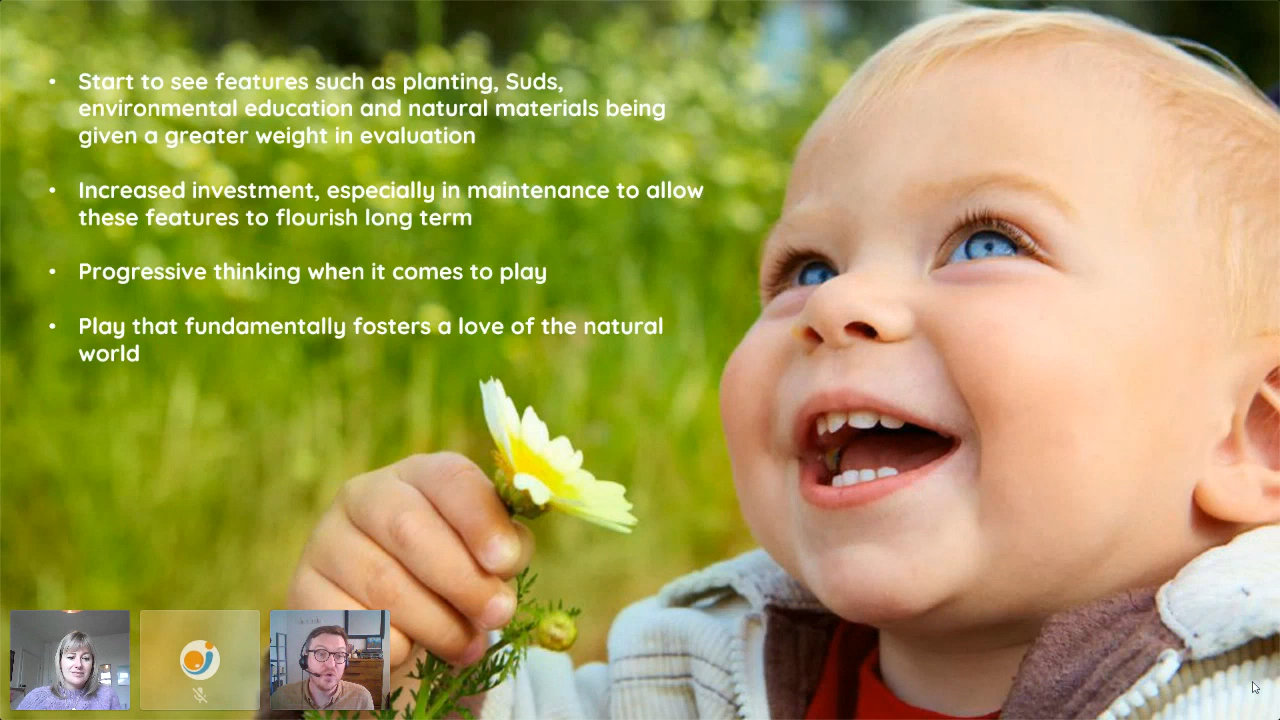 • Start to see features such as planting, Suds,
environmental education and natural materials being
given a greater weight in evaluation
• Increased investment, especially in maintenance to allow
these features to flourish long term
• Progressive thinking when it comes to play
• Play that fundamentally fosters a love of the natural
world